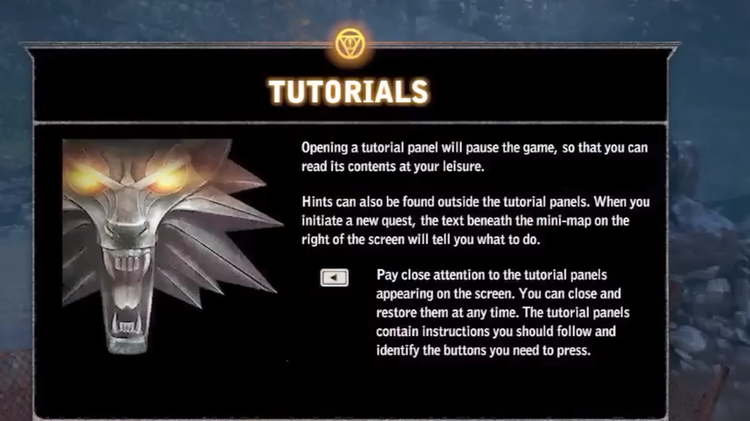 TUTORIALS
Opening a tutorial panel will pause the game, so that you can
read its contents at your leisure.
Hints can also be found outside the tutorial panels. When you
initiate a new quest, the text beneath the mini-map on the
right of the screen will tell you what to do.
Pay close attention to the tutorial panels
appearing on the screen. You can close and
restore them at any time. The tutorial panels
contain instructions you should follow and
identify the buttons you need to press.